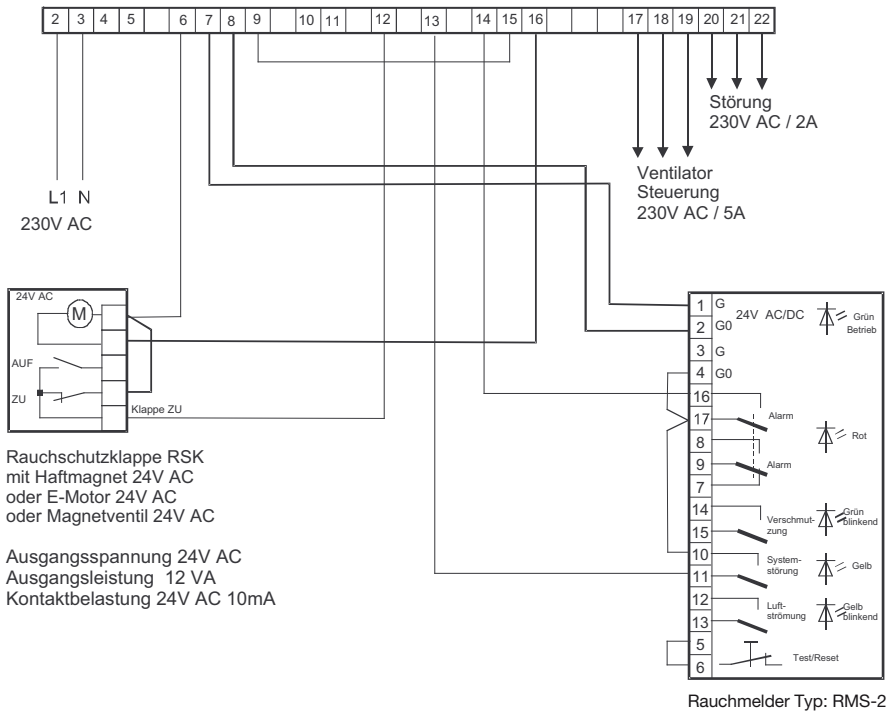 2 3 4 5 6 7 8 9 10 11 12 13 14 15 16 17 18 19 20 21 22
Störung
230V AC / 2A
Ventilator
Steuerung
230V AC / 5A
L1 N
230V AC
24V AC
M
AUF
ZU
Klappe ZU
Rauchschutzklappe RSK
mit Haftmagnet 24V AC
oder E-Motor 24V AC
oder Magnetventil 24V AC
Ausgangsspannung 24V AC
Ausgangsleistung 12 VA
Kontaktbelastung 24V AC 10mA
1 G
24V AC/DC
Grün
Betrieb
2 G0
3 G
4 G0
16
17 Alarm
Rot
8
9 Alarm
7
14
Verschmut-
zung
Grün
blinkend
15
10
System-
störung
Gelb
11
12
Luft-
strömung
Gelb
blinkend
13
5
6
Test/Reset
Rauchmelder Typ: RMS-2